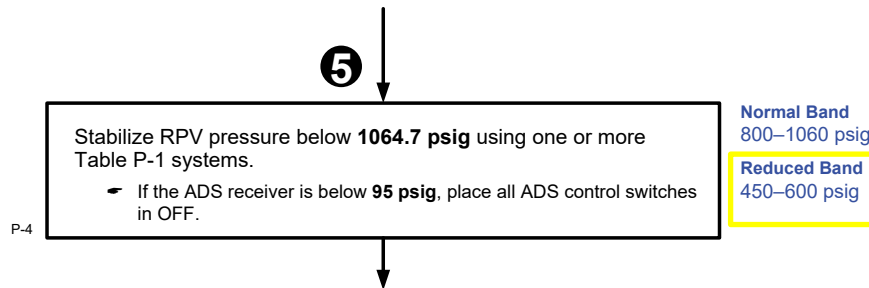 5
Stabilize RPV pressure below 1064.7 psig using one or more
Table P-1 systems.
☛ If the ADS receiver is below 95 psig, place all ADS control switches
in OFF.
P-4
Normal Band
800–1060 psig
Reduced Band
450–600 psig